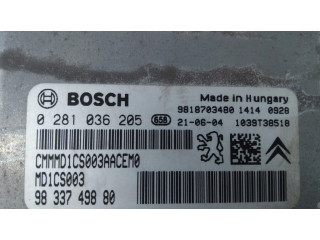 BOSCH
Made in Hungary
9818703480 1414 0928
0 281 036 205 658
21-06-04 1039T38518
CMMMD1CS003AACEM0
MD1CS003
98 337 498 80